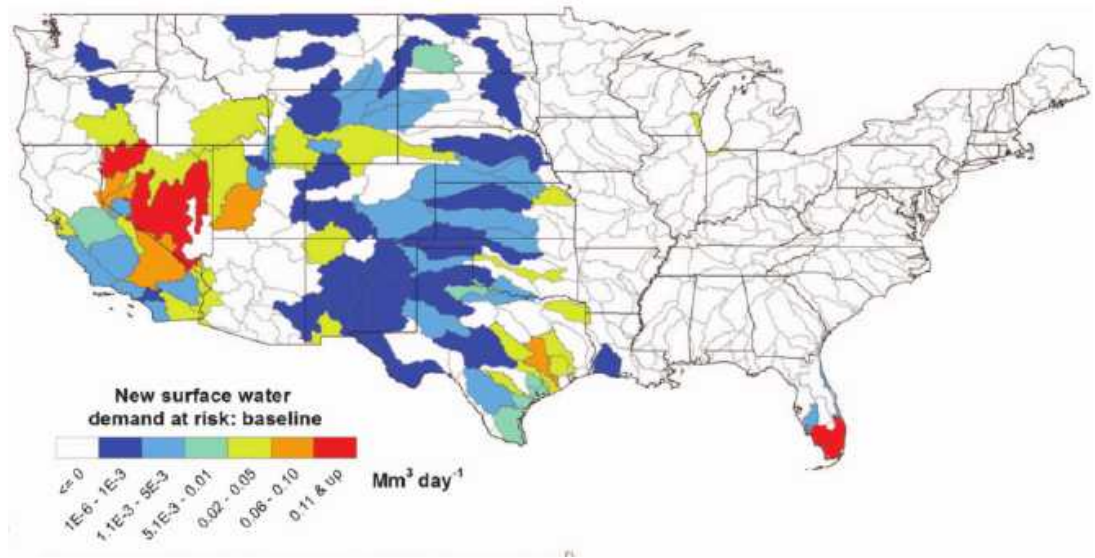 New surface water
demand at risk: baseline
Mm³ day⁻¹
<= 0
1E-6 - 1E-3
1.1E-3 - 5E-3
5.1E-3 - 0.01
0.02 - 0.05
0.06 - 0.10
0.11 & up